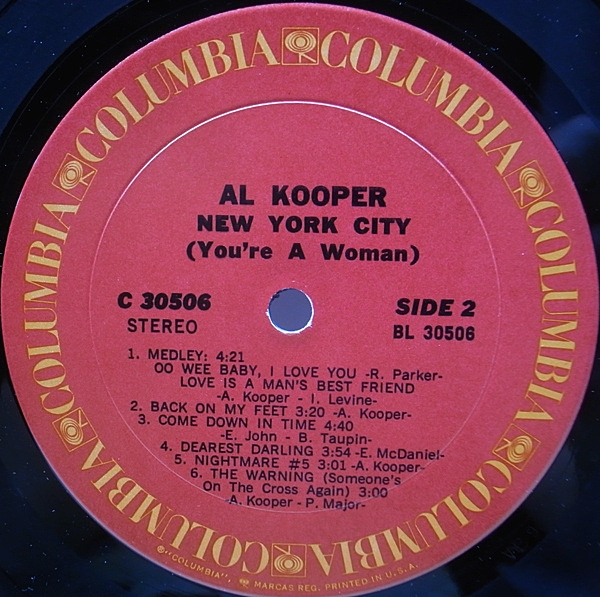 COLUMBIA COLUMBIA COLUMBIA COLUMBIA COLUMBIA COLUMBIA
AL KOOPER
NEW YORK CITY
(You're A Woman)
C 30506
STEREO
SIDE 2
BL 30506
1. MEDLEY: 4:21
OO WEE BABY, I LOVE YOU -R. Parker-
LOVE IS A MAN'S BEST FRIEND
-A. Kooper - I. Levine-
2. BACK ON MY FEET 3:20 -A. Kooper-
3. COME DOWN IN TIME 4:40
-E. John - B. Taupin-
4. DEAREST DARLING 3:54 -E. McDaniel-
5. NIGHTMARE #5 3:01 -A. Kooper-
6. THE WARNING (Someone's
On The Cross Again) 3:00
-A. Kooper - P. Major-
®"COLUMBIA", MARCAS REG. PRINTED IN U.S.A.